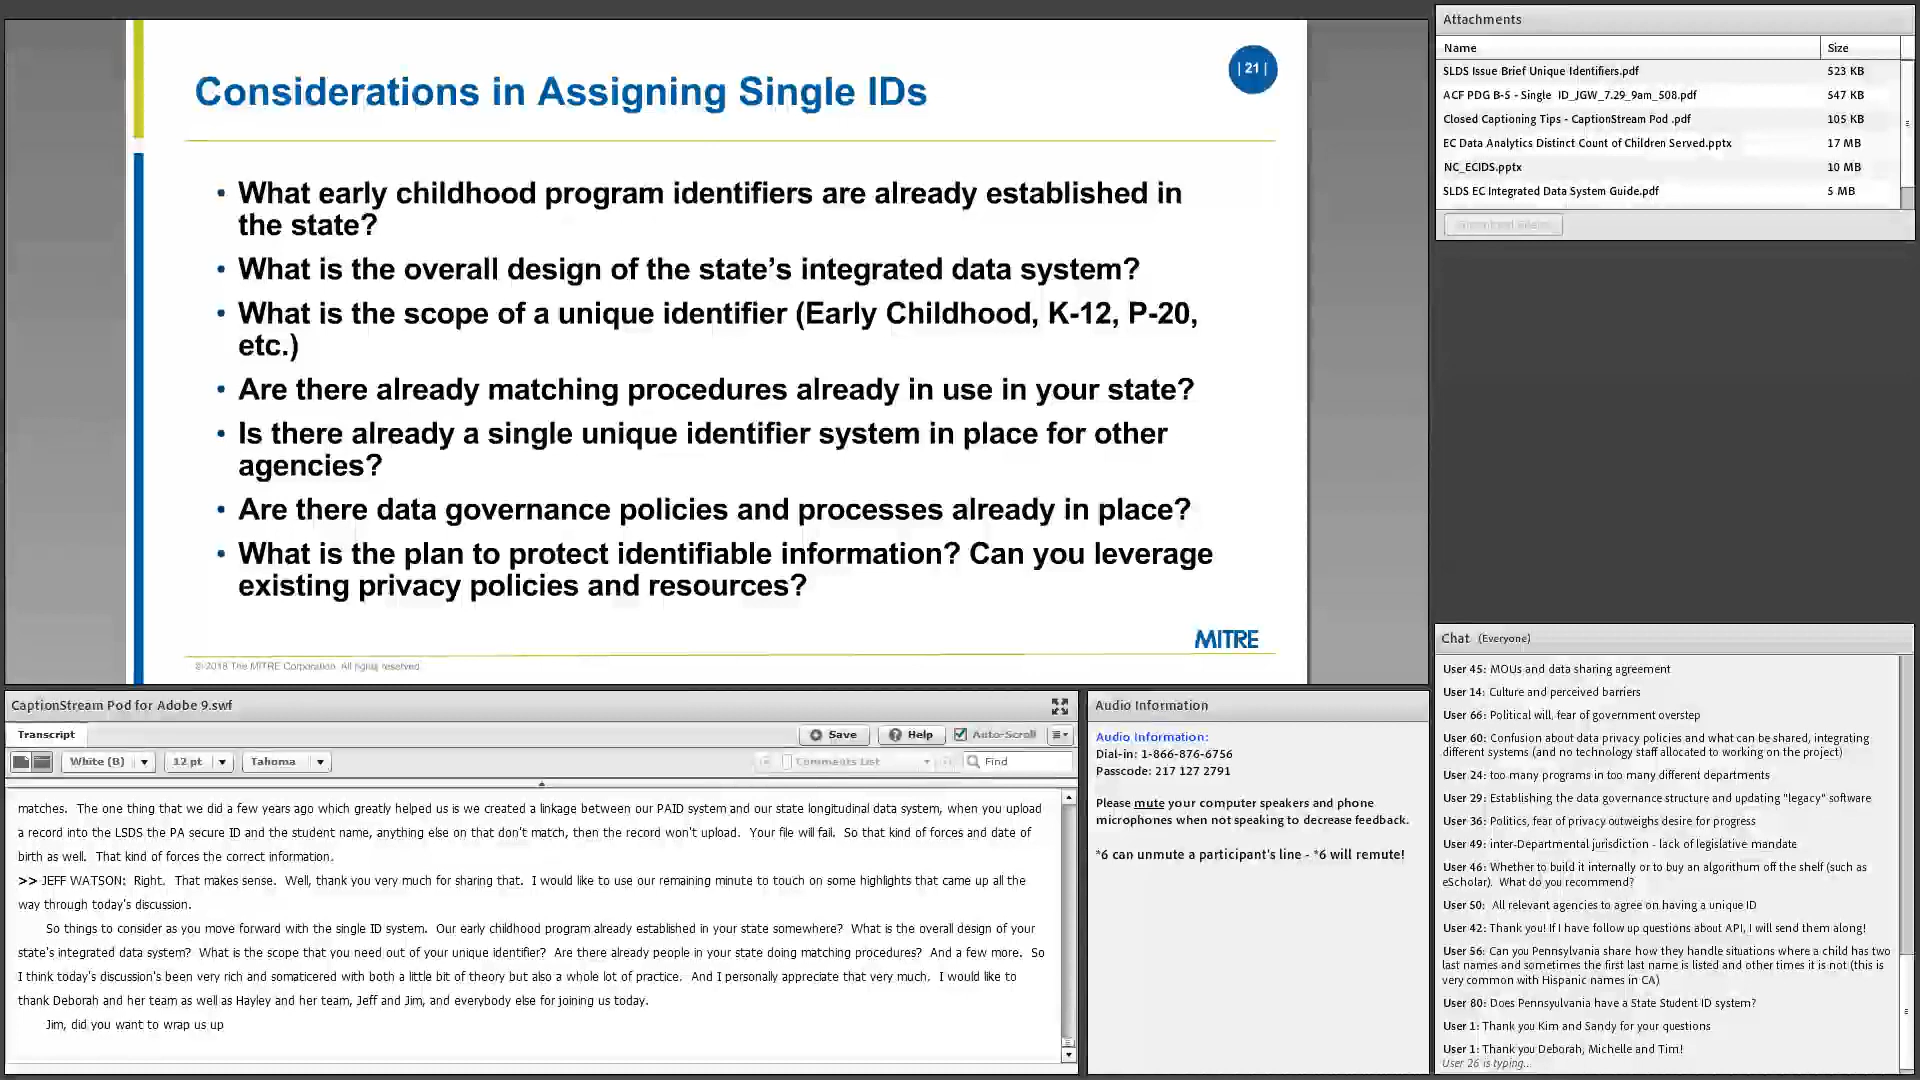 | 21 |
Considerations in Assigning Single IDs
• What early childhood program identifiers are already established in
the state?
• What is the overall design of the state’s integrated data system?
• What is the scope of a unique identifier (Early Childhood, K-12, P-20,
etc.)
• Are there already matching procedures already in use in your state?
• Is there already a single unique identifier system in place for other
agencies?
• Are there data governance policies and processes already in place?
• What is the plan to protect identifiable information? Can you leverage
existing privacy policies and resources?
MITRE
© 2018 The MITRE Corporation. All rights reserved.
Attachments
Name Size
SLDS Issue Brief Unique Identifiers.pdf 523 KB
ACF PDG B-5 - Single ID_JGW_7.29_9am_508.pdf 547 KB
Closed Captioning Tips - CaptionStream Pod .pdf 105 KB
EC Data Analytics Distinct Count of Children Served.pptx 17 MB
NC_ECIDS.pptx 10 MB
SLDS EC Integrated Data System Guide.pdf 5 MB
CaptionStream Pod for Adobe 9.swf
Transcript Save Help Auto-Scroll
White (B) 12 pt Tahoma Comments List Find
matches. The one thing that we did a few years ago which greatly helped us is we created a linkage between our PAID system and our state longitudinal data system, when you upload
a record into the LSDS the PA secure ID and the student name, anything else on that don't match, then the record won't upload. Your file will fail. So that kind of forces and date of
birth as well. That kind of forces the correct information.
>> JEFF WATSON: Right. That makes sense. Well, thank you very much for sharing that. I would like to use our remaining minute to touch on some highlights that came up all the
way through today's discussion.
So things to consider as you move forward with the single ID system. Our early childhood program already established in your state somewhere? What is the overall design of your
state's integrated data system? What is the scope that you need out of your unique identifier? Are there already people in your state doing matching procedures? And a few more. So
I think today's discussion's been very rich and somaticered with both a little bit of theory but also a whole lot of practice. And I personally appreciate that very much. I would like to
thank Deborah and her team as well as Hayley and her team, Jeff and Jim, and everybody else for joining us today.
Jim, did you want to wrap us up
Audio Information
Audio Information:
Dial-in: 1-866-876-6756
Passcode: 217 127 2791
Please mute your computer speakers and phone
microphones when not speaking to decrease feedback.
*6 can unmute a participant's line - *6 will remute!
Chat (Everyone)
User 45: MOUs and data sharing agreement
User 14: Culture and perceived barriers
User 66: Political will, fear of government overstep
User 60: Confusion about data privacy policies and what can be shared, integrating
different systems (and no technology staff allocated to working on the project)
User 24: too many programs in too many different departments
User 29: Establishing the data governance structure and updating "legacy" software
User 36: Politics, fear of privacy outweighs desire for progress
User 49: inter-Departmental jurisdiction - lack of legislative mandate
User 46: Whether to build it internally or to buy an algorithum off the shelf (such as
eScholar). What do you recommend?
User 50: All relevant agencies to agree on having a unique ID
User 42: Thank you! If I have follow up questions about API, I will send them along!
User 56: Can you Pennsylvania share how they handle situations where a child has two
last names and sometimes the first last name is listed and other times it is not (this is
very common with Hispanic names in CA)
User 80: Does Pennsylvania have a State Student ID system?
User 1: Thank you Kim and Sandy for your questions
User 1: Thank you Deborah, Michelle and Tim!
User 26 is typing...